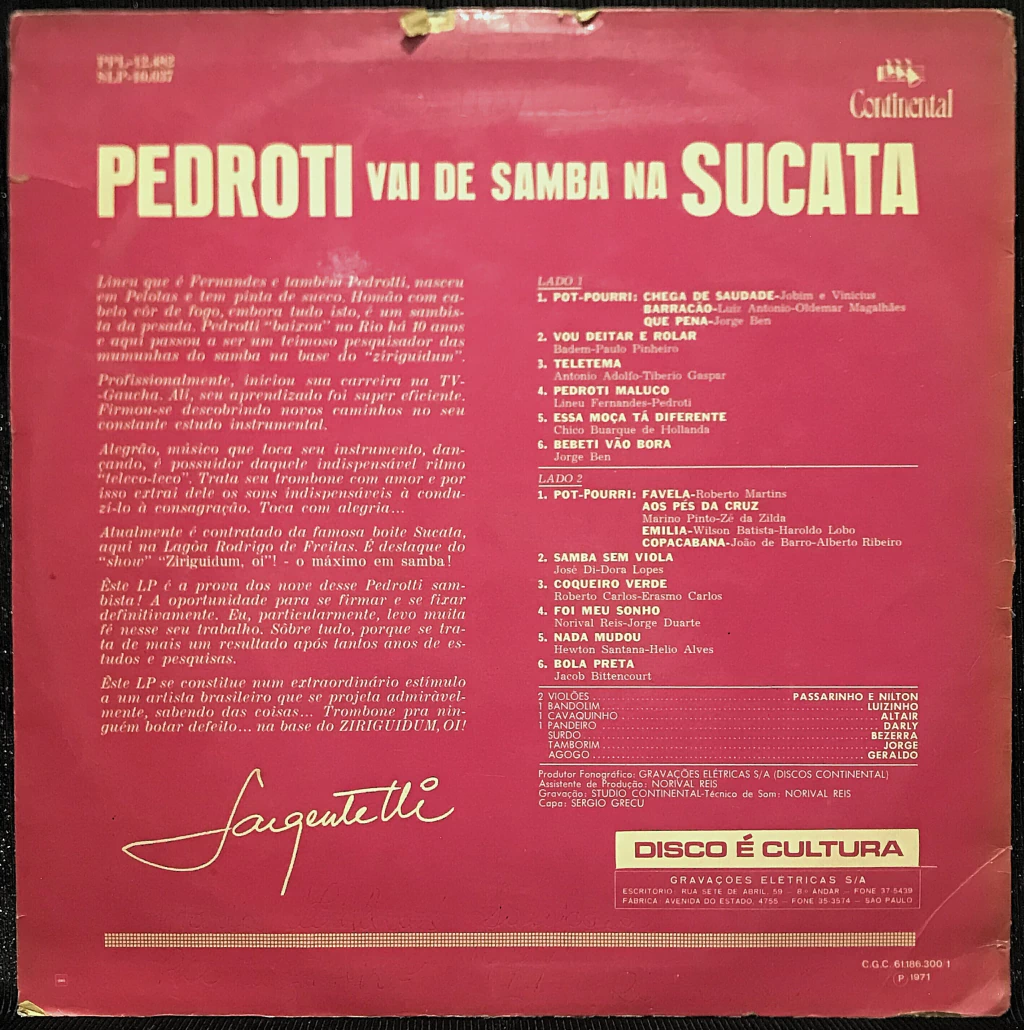 PPL-12.482
SLP-10.037
Continental
PEDROTI VAI DE SAMBA NA SUCATA
Lineu que é Fernandes e também Pedrotti, nasceu
em Pelotas e tem pinta de sueco. Homão com ca-
belo côr de fogo, embora tudo isto, é um sambis-
ta da pesada. Pedrotti "baixou" no Rio há 10 anos
e aqui passou a ser um teimoso pesquisador das
mumunhas do samba na base do "ziriguidum".
Profissionalmente, iniciou sua carreira na TV-
-Gaucha. Alí, seu aprendizado foi super eficiente.
Firmou-se descobrindo novos caminhos no seu
constante estudo instrumental.
Alegrão, músico que toca seu instrumento, dan-
çando, é possuidor daquele indispensável ritmo
"teleco-teco". Trata seu trombone com amor e por
isso extrai dele os sons indispensáveis à condu-
zi-lo à consagração. Toca com alegria...
Atualmente é contratado da famosa boite Sucata,
aqui na Lagôa Rodrigo de Freitas. É destaque do
"show" "Ziriguidum, oi"! - o máximo em samba!
Êste LP é a prova dos nove desse Pedrotti sam-
bista! A oportunidade para se firmar e se fixar
definitivamente. Eu, particularmente, levo muita
fé nesse seu trabalho. Sôbre tudo, porque se tra-
ta de mais um resultado após tantos anos de es-
tudos e pesquisas.
Êste LP se constitue num extraordinário estímulo
a um artista brasileiro que se projeta admiràvel-
mente, sabendo das coisas... Trombone pra nin-
guém botar defeito... na base do ZIRIGUIDUM, OI!
Sargentelli
LADO 1
1. POT-POURRI: CHEGA DE SAUDADE-Jobim e Vinicius
BARRACÃO-Luiz Antonio-Oldemar Magalhães
QUE PENA-Jorge Ben
2. VOU DEITAR E ROLAR
Badem-Paulo Pinheiro
3. TELETEMA
Antonio Adolfo-Tiberio Gaspar
4. PEDROTI MALUCO
Lineu Fernandes-Pedroti
5. ESSA MOÇA TÁ DIFERENTE
Chico Buarque de Hollanda
6. BEBETI VÃO BORA
Jorge Ben
LADO 2
1. POT-POURRI: FAVELA-Roberto Martins
AOS PÉS DA CRUZ
Marino Pinto-Zé da Zilda
EMILIA-Wilson Batista-Haroldo Lobo
COPACABANA-João de Barro-Alberto Ribeiro
2. SAMBA SEM VIOLA
José Di-Dora Lopes
3. COQUEIRO VERDE
Roberto Carlos-Erasmo Carlos
4. FOI MEU SONHO
Norival Reis-Jorge Duarte
5. NADA MUDOU
Hewton Santana-Helio Alves
6. BOLA PRETA
Jacob Bittencourt
2 VIOLÕES PASSARINHO E NILTON
1 BANDOLIM LUIZINHO
1 CAVAQUINHO ALTAIR
1 PANDEIRO DARLY
SURDO BEZERRA
TAMBORIM JORGE
AGOGO GERALDO
Produtor Fonográfico: GRAVAÇÕES ELÉTRICAS S/A (DISCOS CONTINENTAL)
Assistente de Produção: NORIVAL REIS
Gravação: STUDIO CONTINENTAL-Técnico de Som: NORIVAL REIS
Capa: SERGIO GRECU
DISCO É CULTURA
GRAVAÇÕES ELETRICAS S/A
ESCRITORIO: RUA SETE DE ABRIL, 59 - 8º ANDAR - FONE 37-5439
FÁBRICA: AVENIDA DO ESTADO, 4755 - FONE 35-3574 - SÃO PAULO
C.G.C. 61.186.300/1
(P) 1971